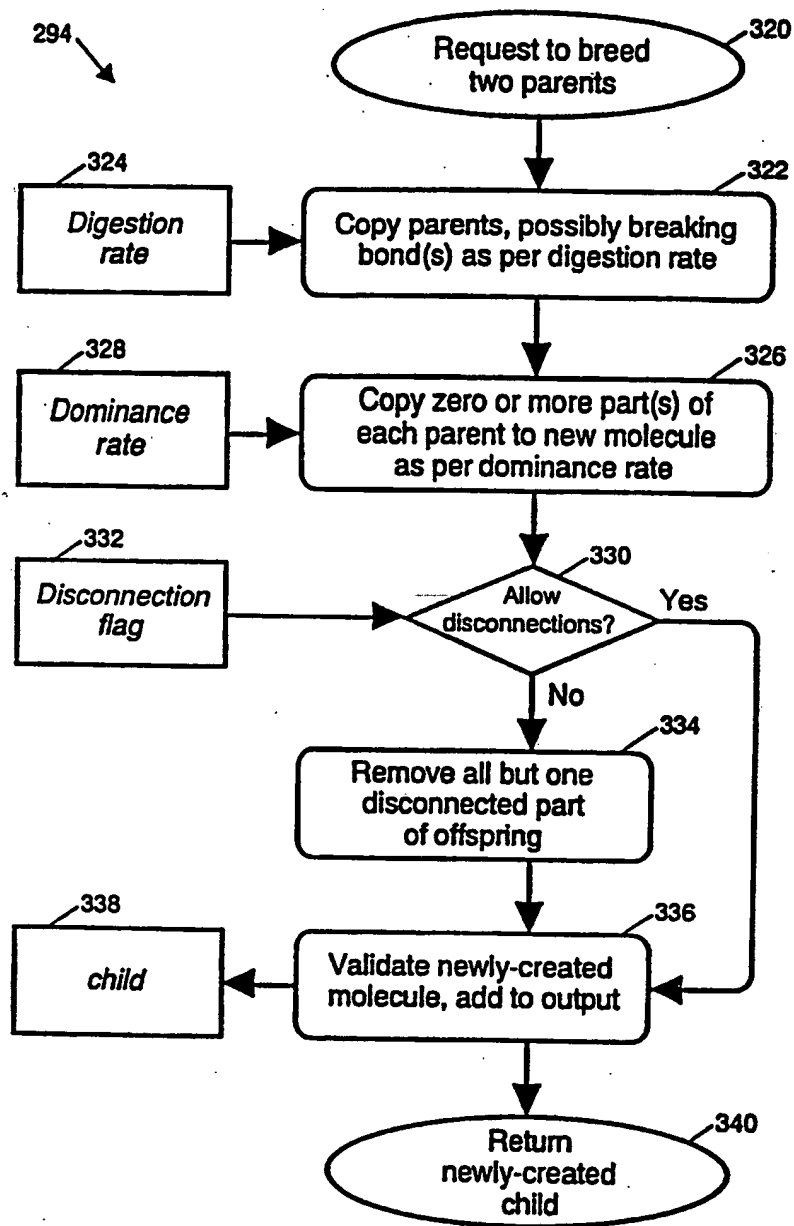 294
320
Request to breed
two parents
324
322
Digestion
rate
Copy parents, possibly breaking
bond(s) as per digestion rate
328
326
Dominance
rate
Copy zero or more part(s) of
each parent to new molecule
as per dominance rate
332
330
Disconnection
flag
Allow
disconnections?
Yes
No
334
Remove all but one
disconnected part
of offspring
338
336
child
Validate newly-created
molecule, add to output
340
Return
newly-created
child